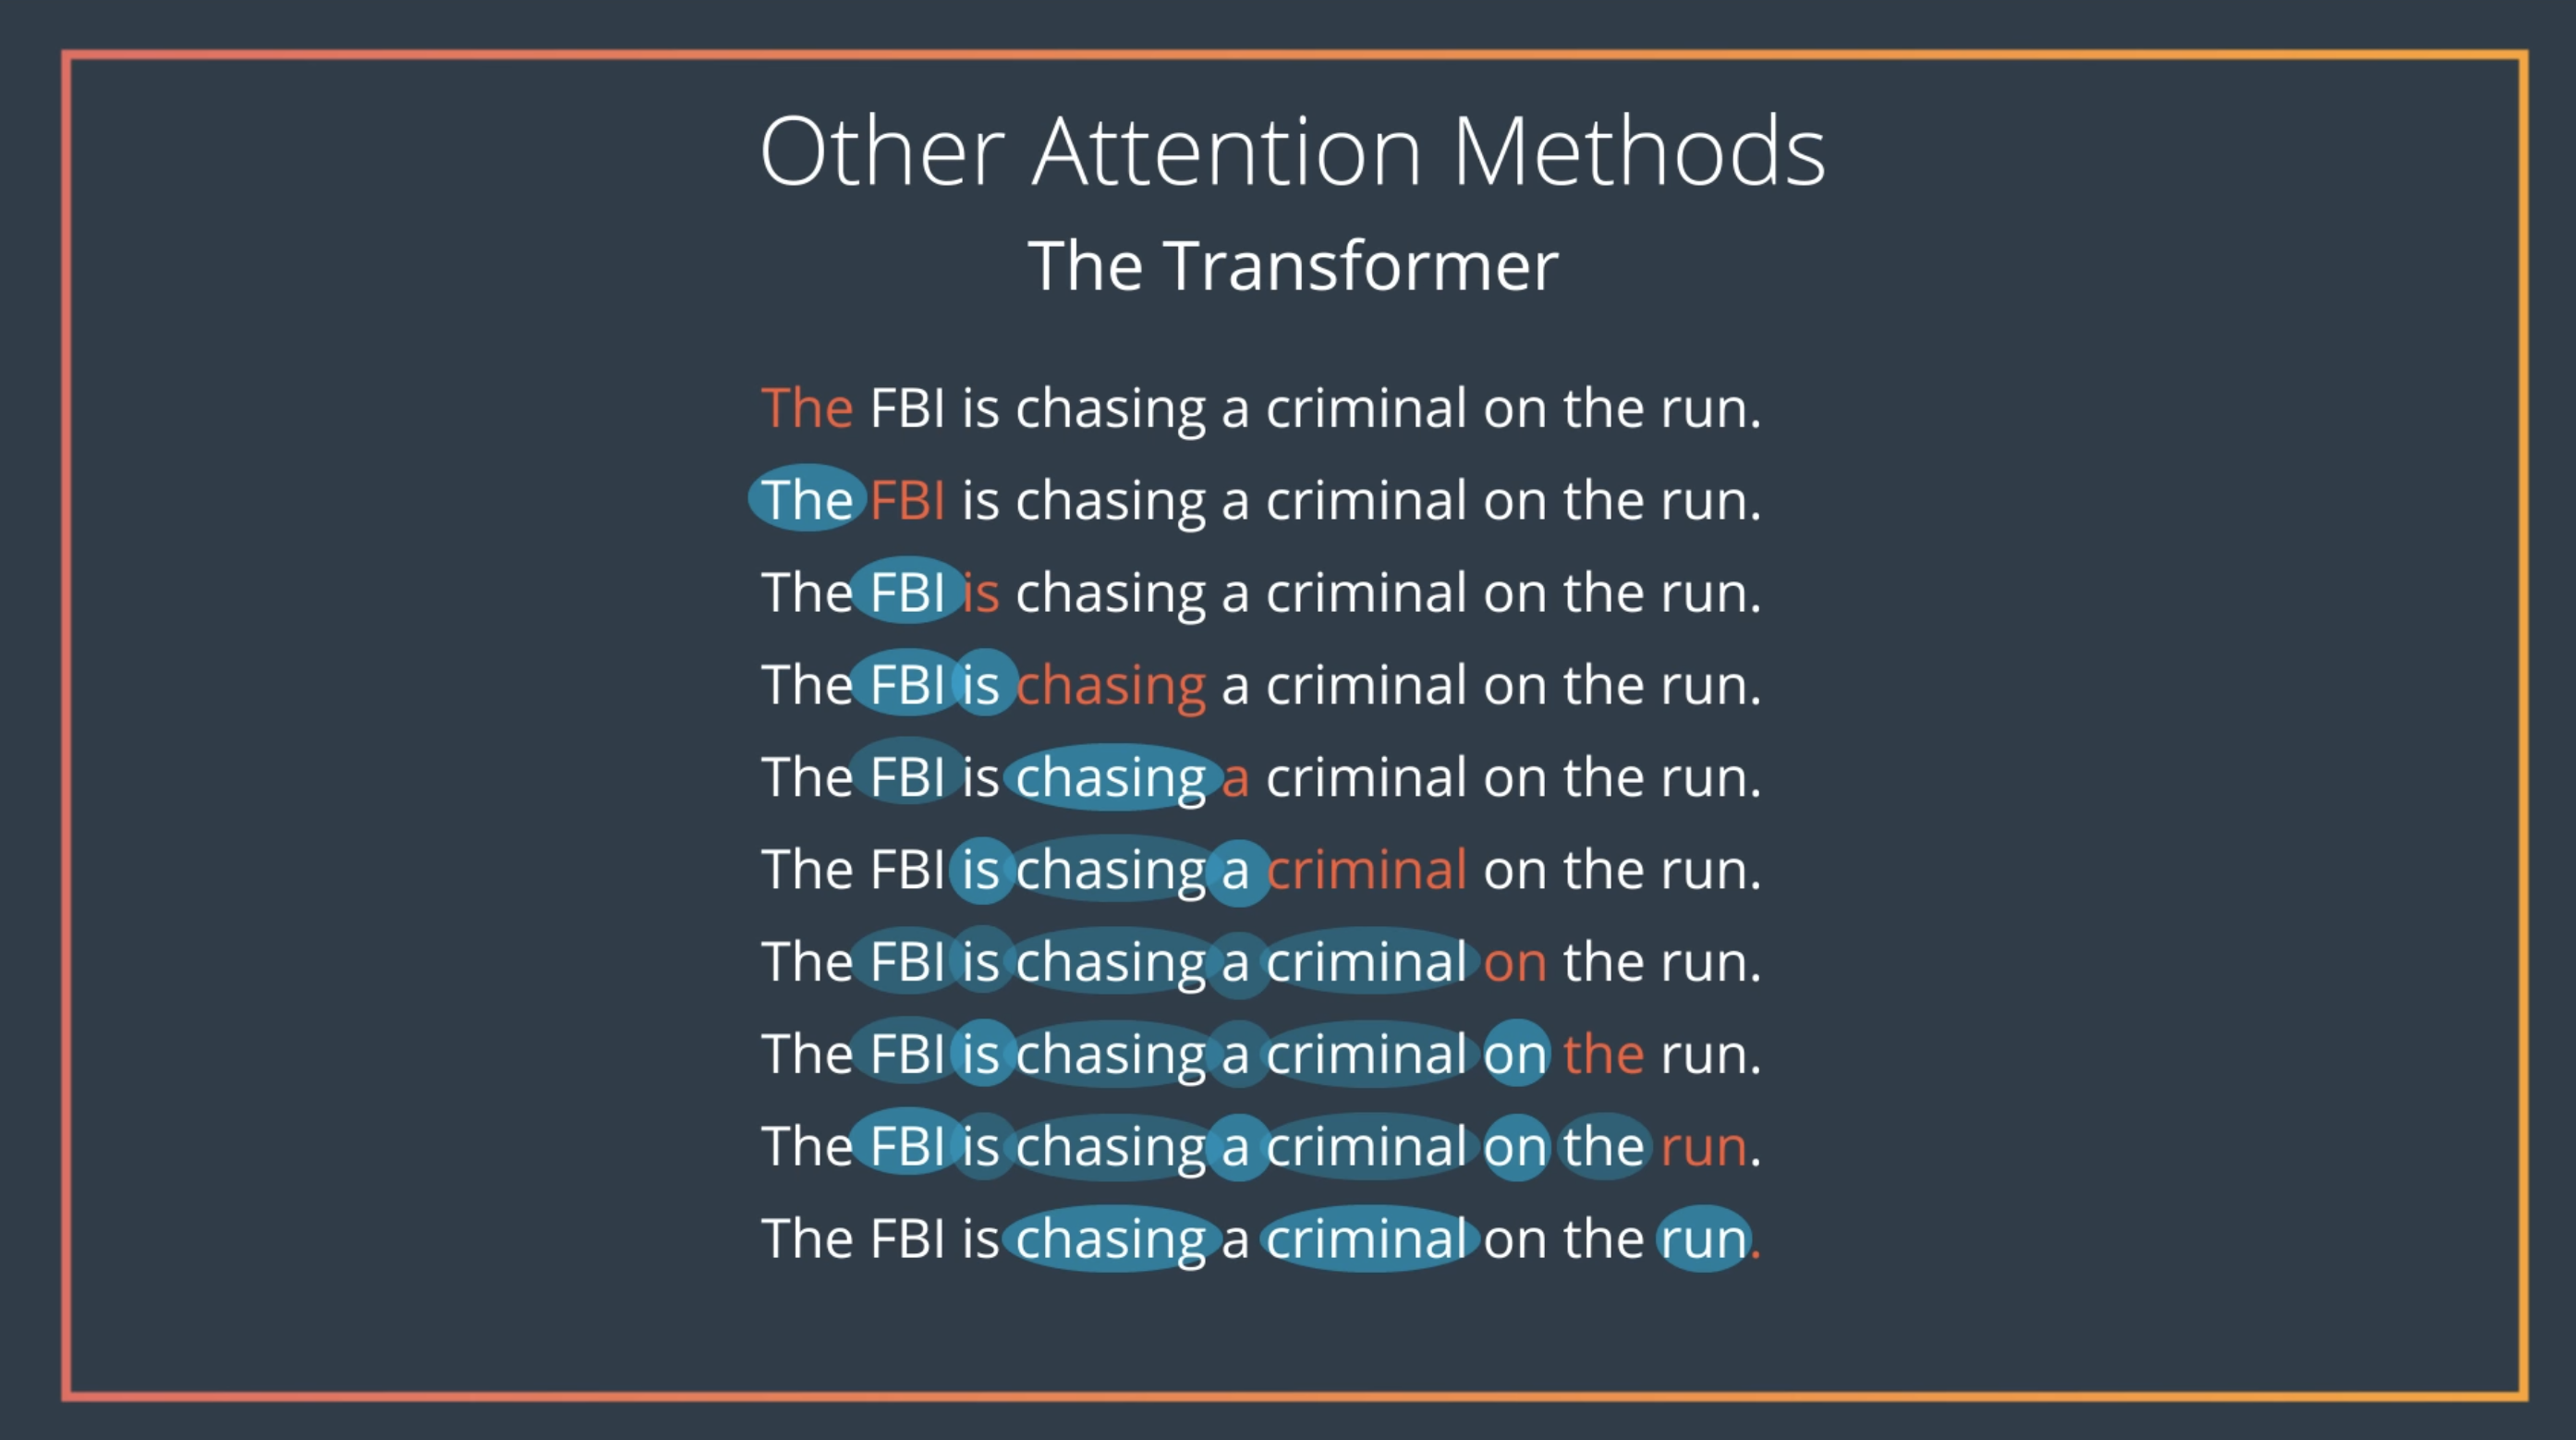 Other Attention Methods
The Transformer
The FBI is chasing a criminal on the run.
The FBI is chasing a criminal on the run.
The FBI is chasing a criminal on the run.
The FBI is chasing a criminal on the run.
The FBI is chasing a criminal on the run.
The FBI is chasing a criminal on the run.
The FBI is chasing a criminal on the run.
The FBI is chasing a criminal on the run.
The FBI is chasing a criminal on the run.
The FBI is chasing a criminal on the run.